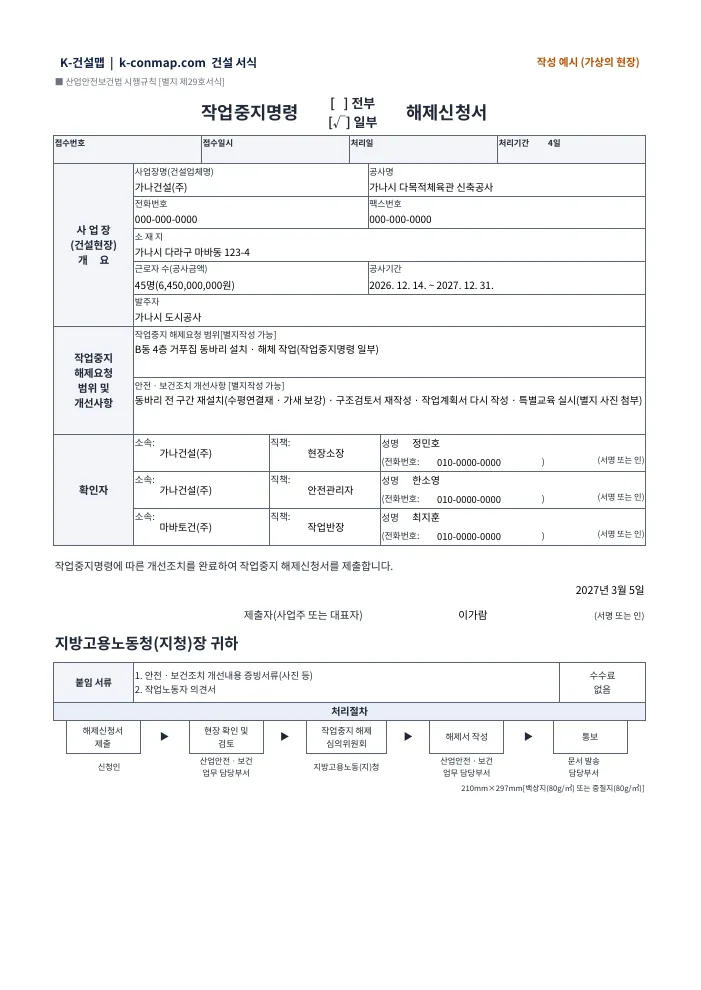 K-건설맵 | k-conmap.com 건설 서식
작성 예시 (가상의 현장)
■ 산업안전보건법 시행규칙 [별지 제29호서식]
작업중지명령 [ ] 전부 [√] 일부 해제신청서
접수번호
접수일시
처리일
처리기간 4일
사 업 장
(건설현장)
개 요
사업장명(건설업체명)
가나건설(주)
공사명
가나시 다목적체육관 신축공사
전화번호
000-000-0000
팩스번호
000-000-0000
소 재 지
가나시 다라구 마바동 123-4
근로자 수(공사금액)
45명(6,450,000,000원)
공사기간
2026. 12. 14. ~ 2027. 12. 31.
발주자
가나시 도시공사
작업중지
해제요청
범위 및
개선사항
작업중지 해제요청 범위[별지작성 가능]
B동 4층 거푸집 동바리 설치 · 해체 작업(작업중지명령 일부)
안전 · 보건조치 개선사항 [별지작성 가능]
동바리 전 구간 재설치(수평연결재 · 가새 보강) · 구조검토서 재작성 · 작업계획서 다시 작성 · 특별교육 실시(별지 사진 첨부)
확인자
소속: 가나건설(주)
직책: 현장소장
성명 정민호
(전화번호: 010-0000-0000 ) (서명 또는 인)
소속: 가나건설(주)
직책: 안전관리자
성명 한소영
(전화번호: 010-0000-0000 ) (서명 또는 인)
소속: 마바토건(주)
직책: 작업반장
성명 최지훈
(전화번호: 010-0000-0000 ) (서명 또는 인)
작업중지명령에 따른 개선조치를 완료하여 작업중지 해제신청서를 제출합니다.
2027년 3월 5일
제출자(사업주 또는 대표자) 이가람 (서명 또는 인)
지방고용노동청(지청)장 귀하
붙임 서류
1. 안전 · 보건조치 개선내용 증빙서류(사진 등)
2. 작업노동자 의견서
수수료
없음
처리절차
해제신청서
제출
▶
현장 확인 및
검토
▶
작업중지 해제
심의위원회
▶
해제서 작성
▶
통보
신청인
산업안전 · 보건
업무 담당부서
지방고용노동(지)청
산업안전 · 보건
업무 담당부서
문서 발송
담당부서
210mm×297mm[백상지(80g/㎡) 또는 중질지(80g/㎡)]